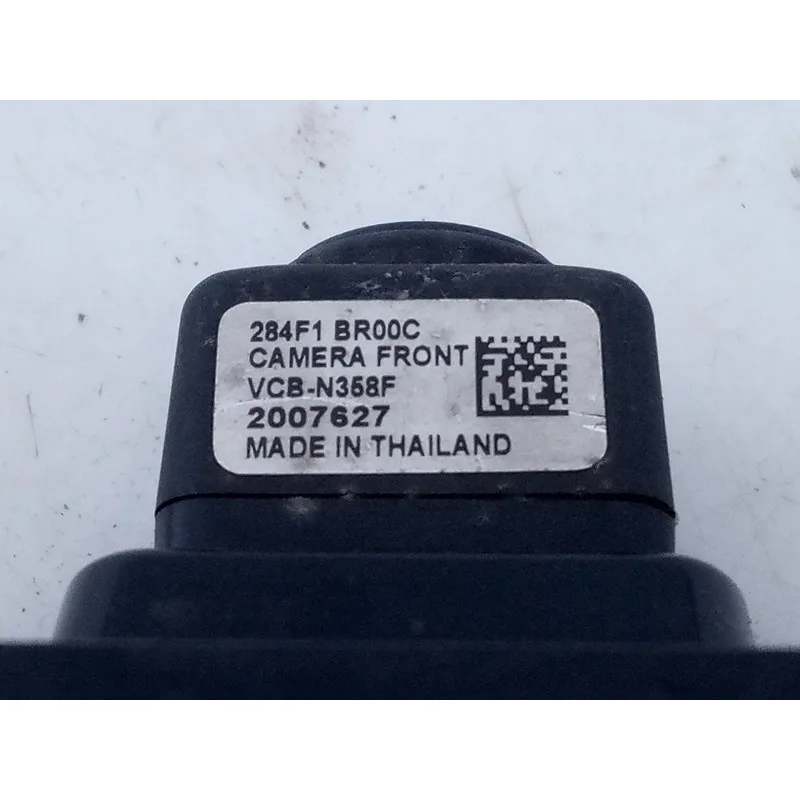 284F1 BR00C
CAMERA FRONT
VCB-N358F
2007627
MADE IN THAILAND